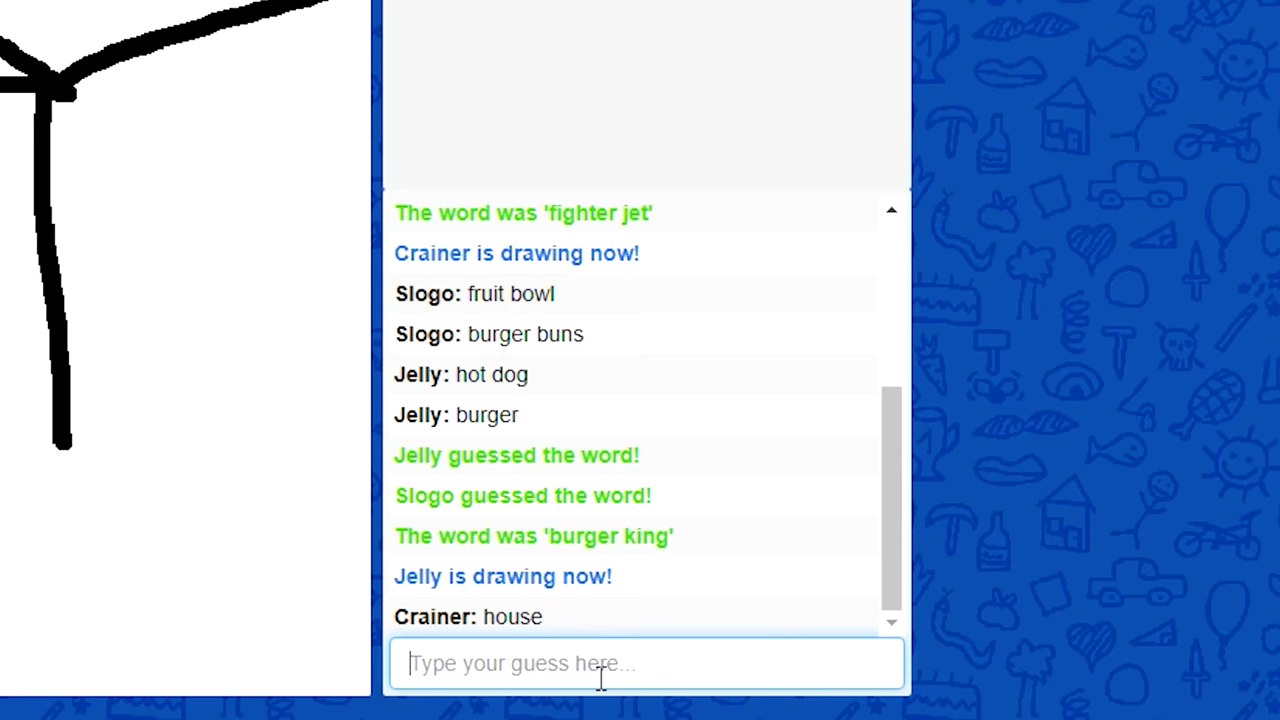 The word was 'fighter jet'
Crainer is drawing now!
Slogo: fruit bowl
Slogo: burger buns
Jelly: hot dog
Jelly: burger
Jelly guessed the word!
Slogo guessed the word!
The word was 'burger king'
Jelly is drawing now!
Crainer: house
Type your guess here...